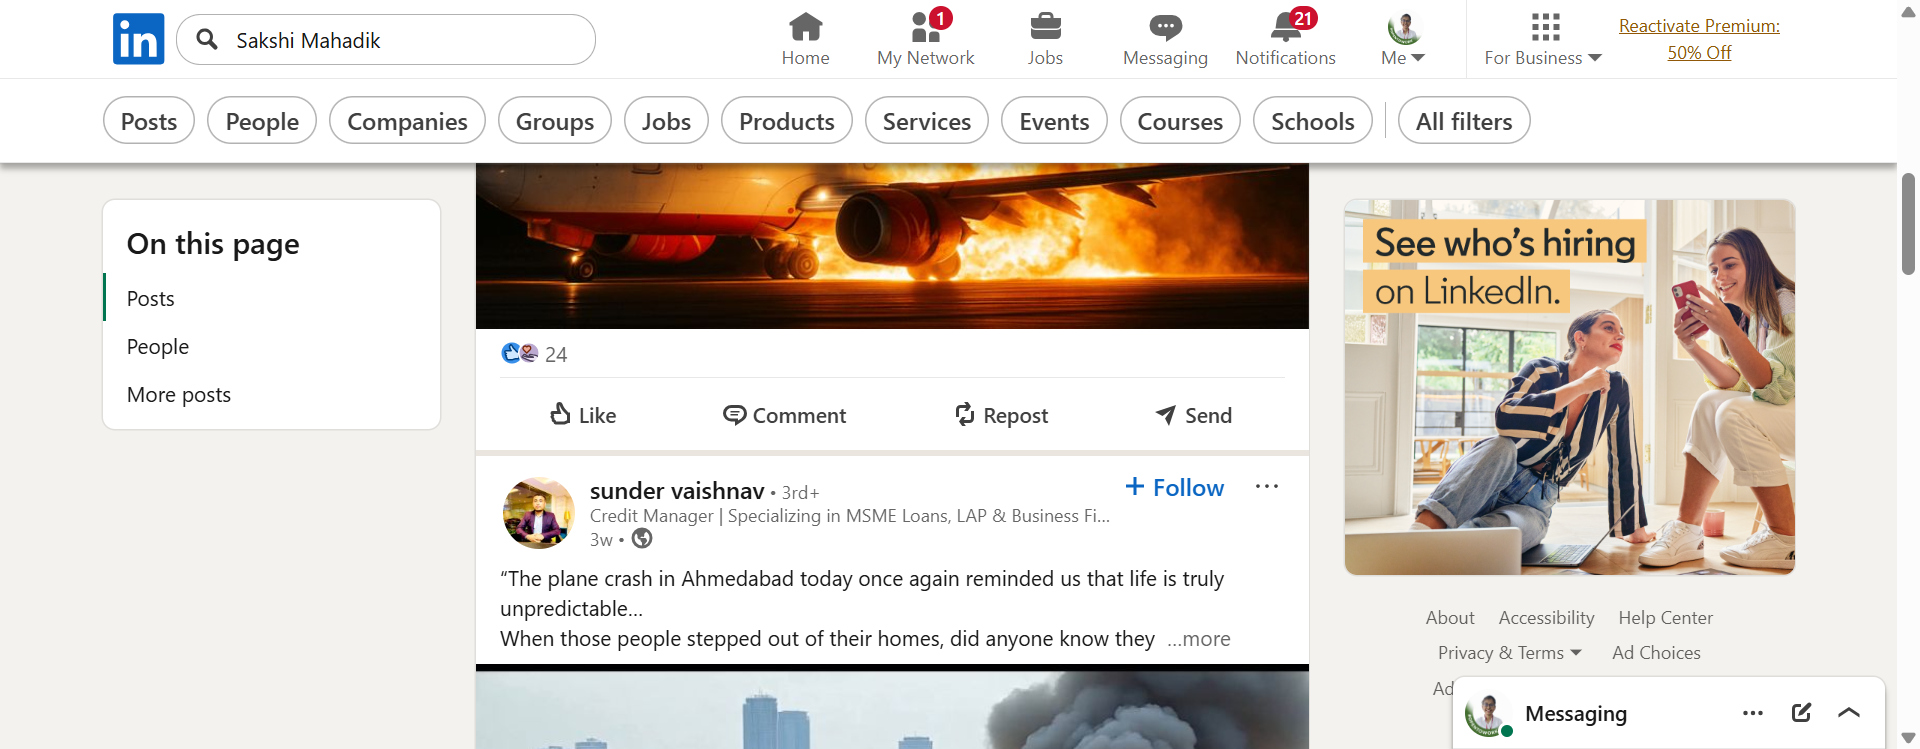 in
Sakshi Mahadik
Home
My Network
1
Jobs
Messaging
Notifications
21
Me
For Business
Reactivate Premium:
50% Off
Posts
People
Companies
Groups
Jobs
Products
Services
Events
Courses
Schools
All filters
On this page
Posts
People
More posts
24
Like
Comment
Repost
Send
sunder vaishnav • 3rd+
Credit Manager | Specializing in MSME Loans, LAP & Business Fi...
3w •
+ Follow
“The plane crash in Ahmedabad today once again reminded us that life is truly
unpredictable...
When those people stepped out of their homes, did anyone know they ...more
See who’s hiring
on LinkedIn.
About
Accessibility
Help Center
Privacy & Terms
Ad Choices
Ad
Messaging